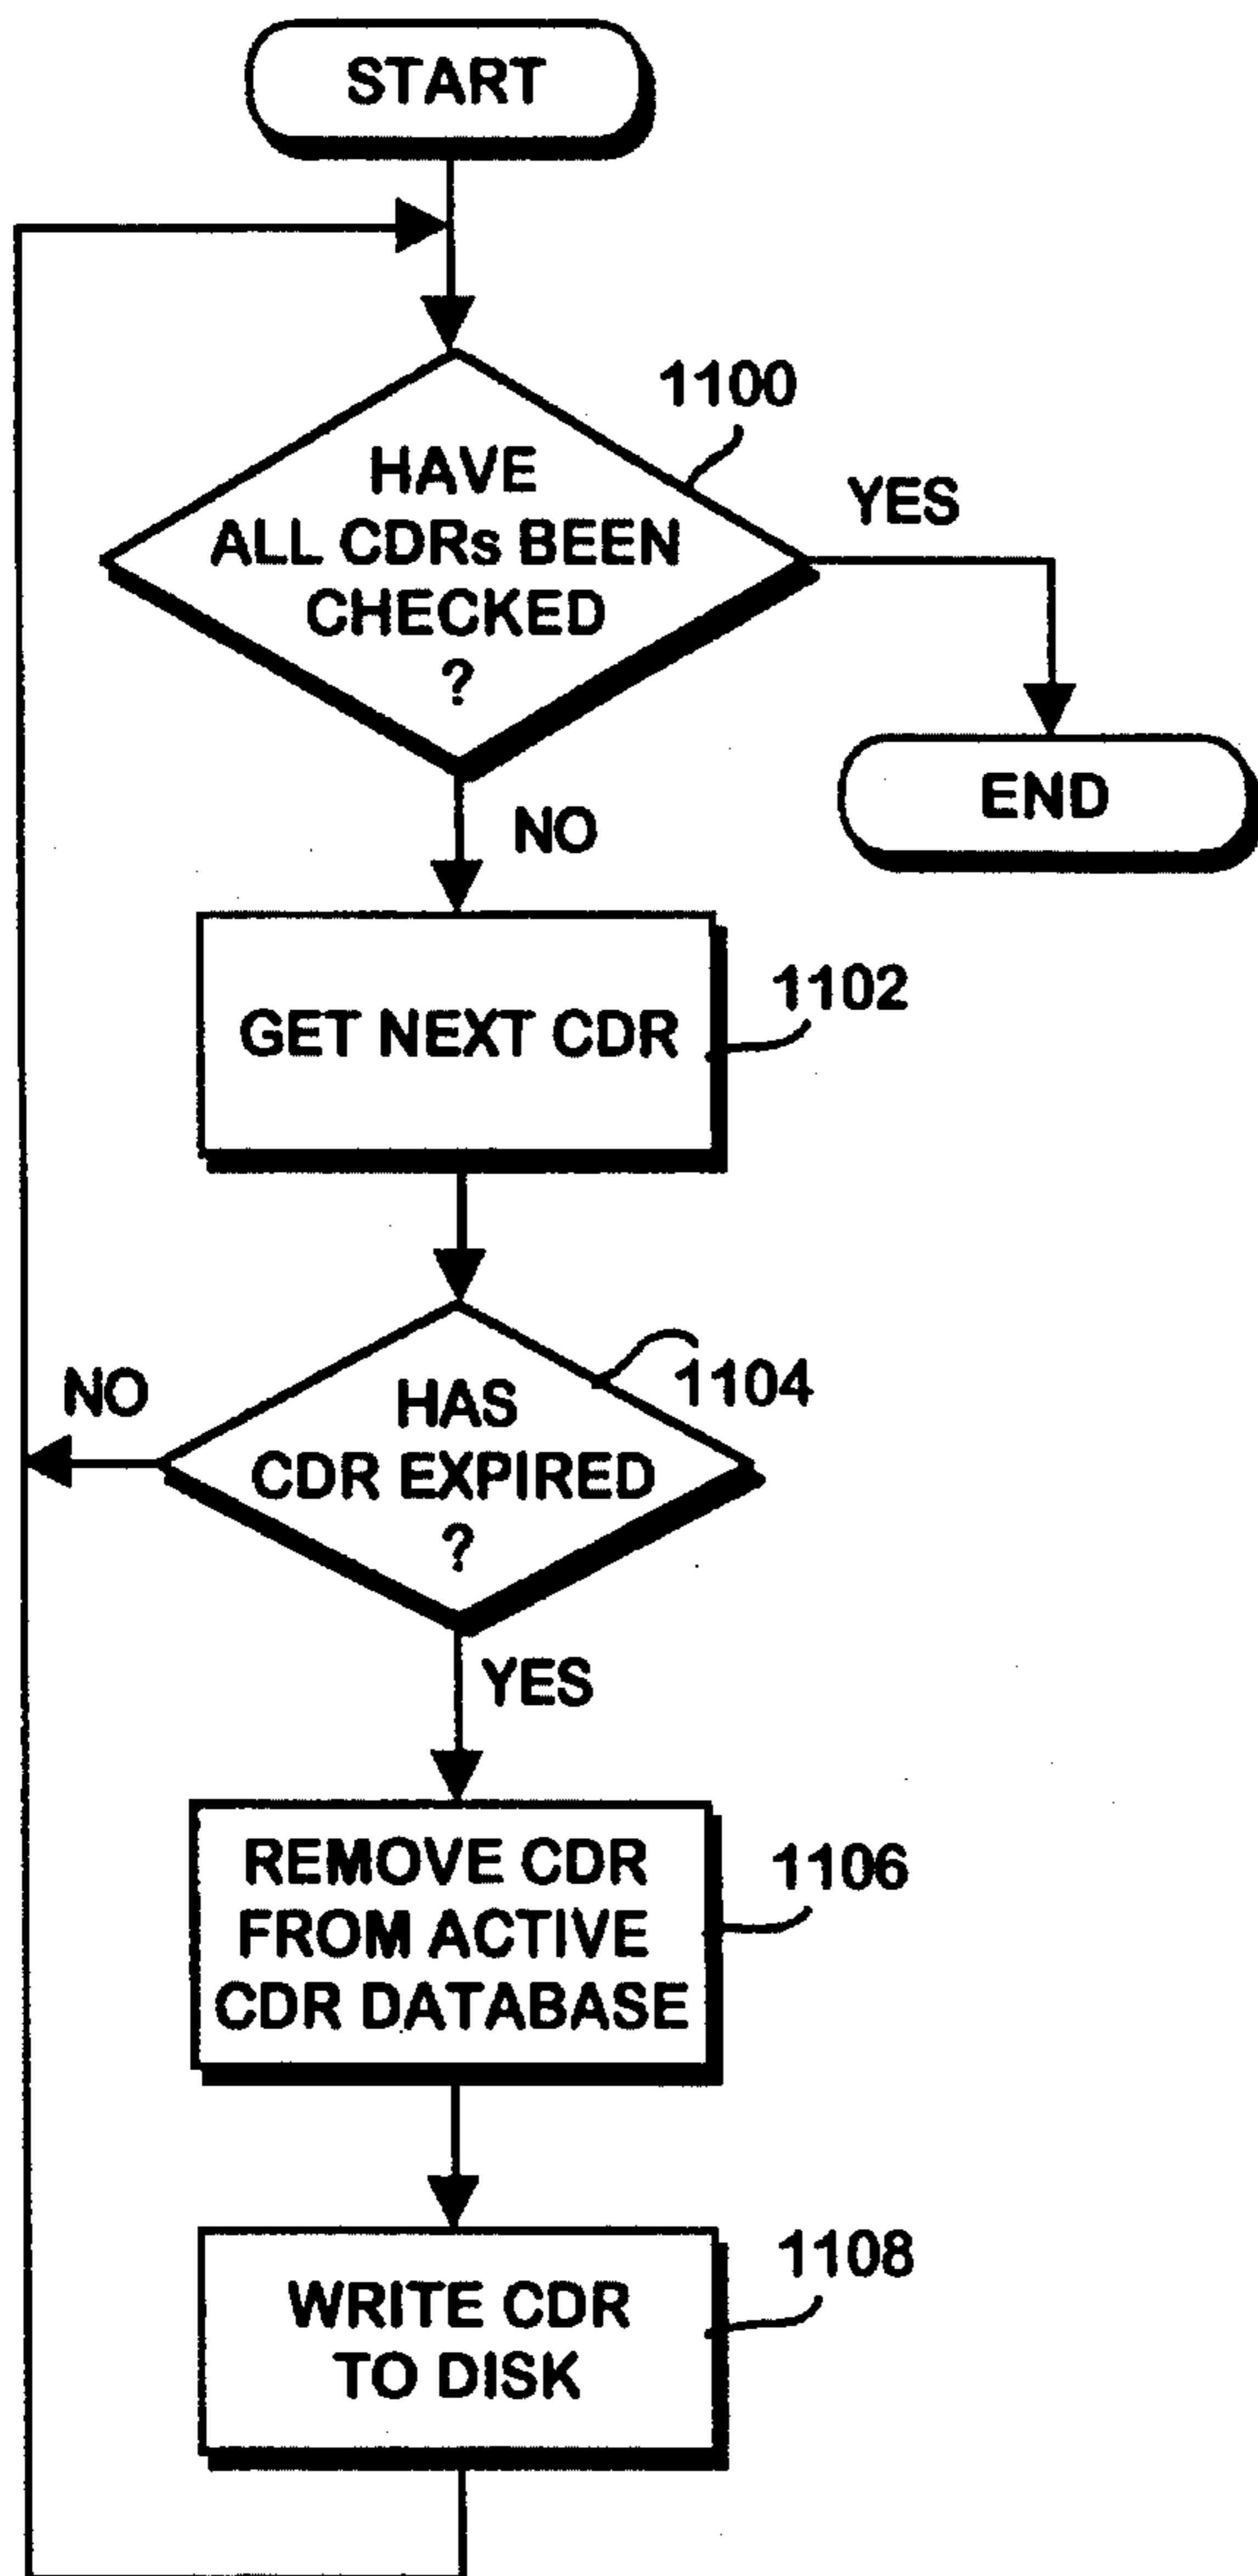 START
1100
HAVE
ALL CDRs BEEN
CHECKED
?
YES
END
NO
1102
GET NEXT CDR
1104
NO
HAS
CDR EXPIRED
?
YES
REMOVE CDR
FROM ACTIVE
CDR DATABASE
1106
1108
WRITE CDR
TO DISK